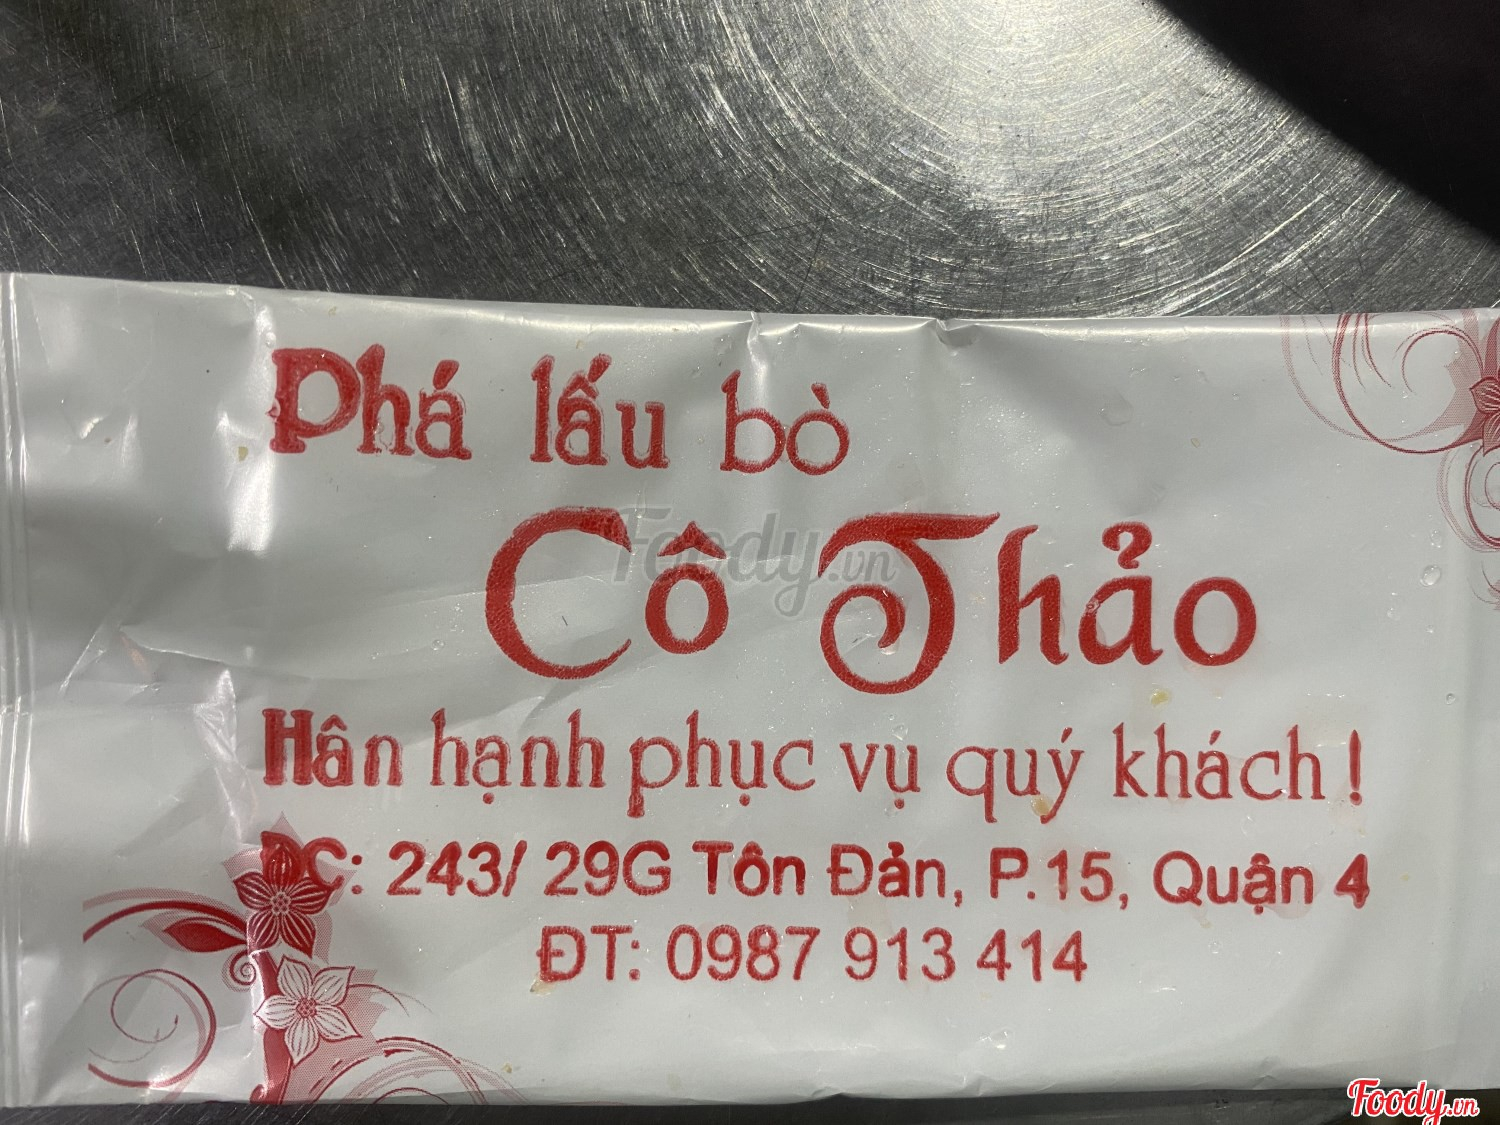 Phá lấu bò
Cô Thảo
Foody.vn
Hân hạnh phục vụ quý khách!
ĐC: 243/ 29G Tôn Đản, P.15, Quận 4
ĐT: 0987 913 414
Foody.vn